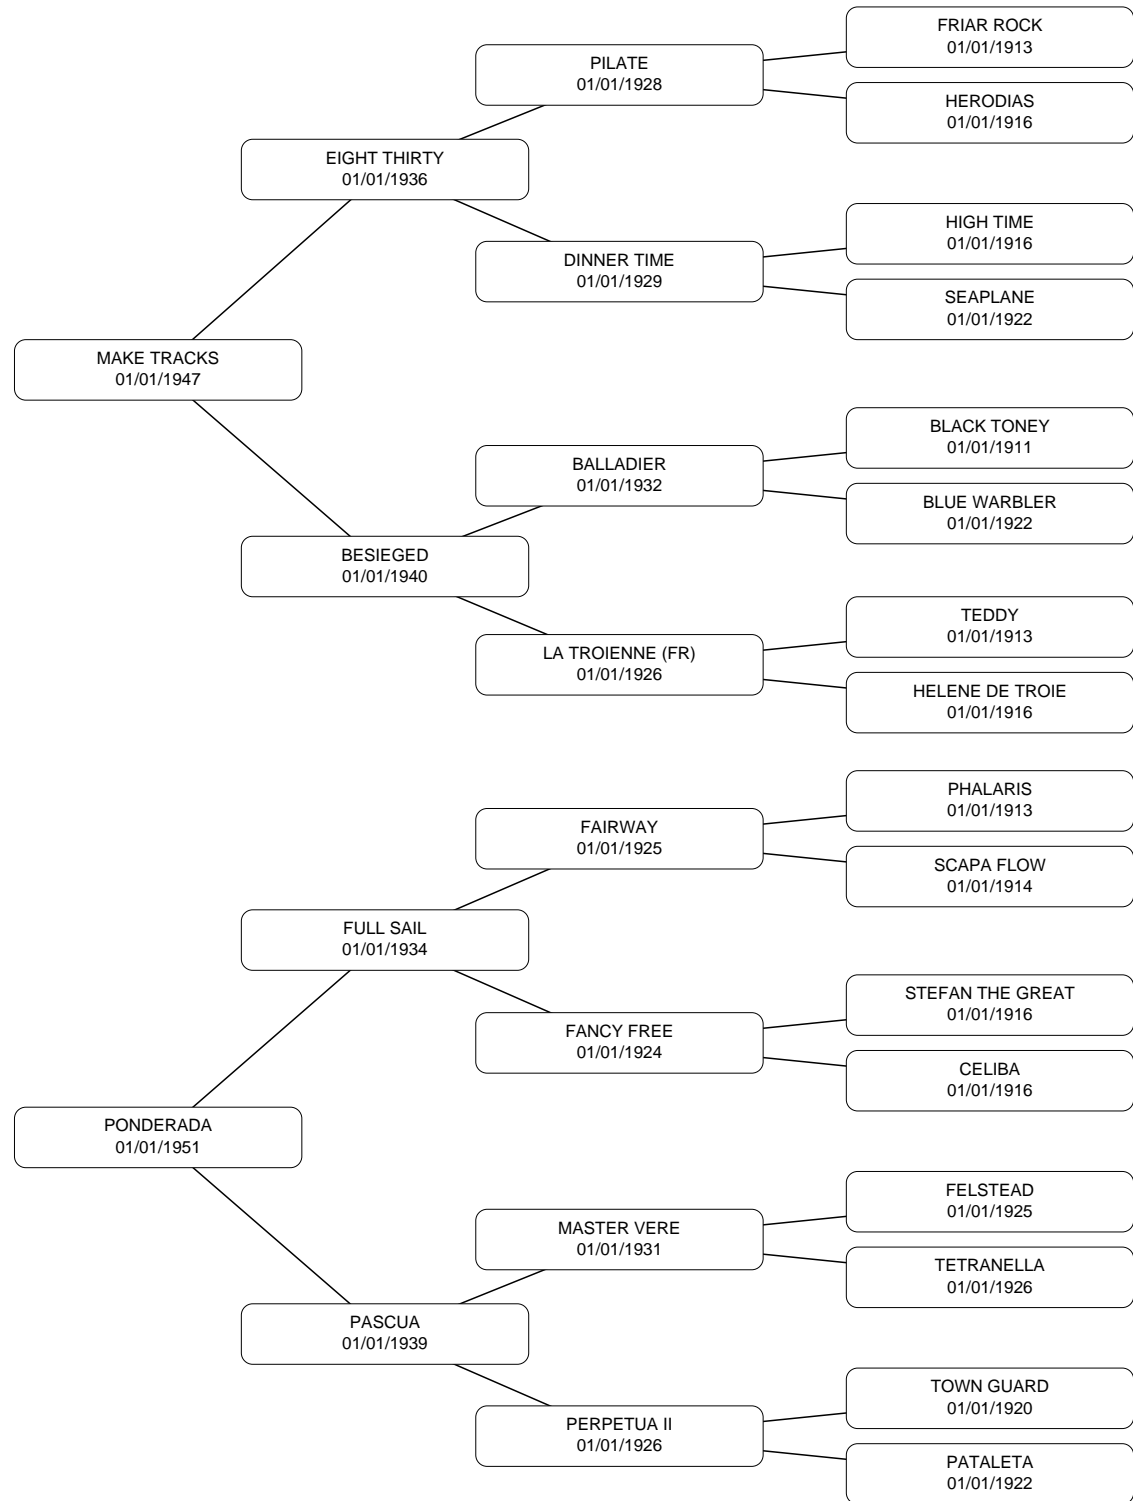 FRIAR ROCK
01/01/1913
PILATE
01/01/1928
HERODIAS
01/01/1916
EIGHT THIRTY
01/01/1936
HIGH TIME
01/01/1916
DINNER TIME
01/01/1929
SEAPLANE
01/01/1922
MAKE TRACKS
01/01/1947
BLACK TONEY
01/01/1911
BALLADIER
01/01/1932
BLUE WARBLER
01/01/1922
BESIEGED
01/01/1940
TEDDY
01/01/1913
LA TROIENNE (FR)
01/01/1926
HELENE DE TROIE
01/01/1916
PHALARIS
01/01/1913
FAIRWAY
01/01/1925
SCAPA FLOW
01/01/1914
FULL SAIL
01/01/1934
STEFAN THE GREAT
01/01/1916
FANCY FREE
01/01/1924
CELIBA
01/01/1916
PONDERADA
01/01/1951
FELSTEAD
01/01/1925
MASTER VERE
01/01/1931
TETRANELLA
01/01/1926
PASCUA
01/01/1939
TOWN GUARD
01/01/1920
PERPETUA II
01/01/1926
PATALETA
01/01/1922